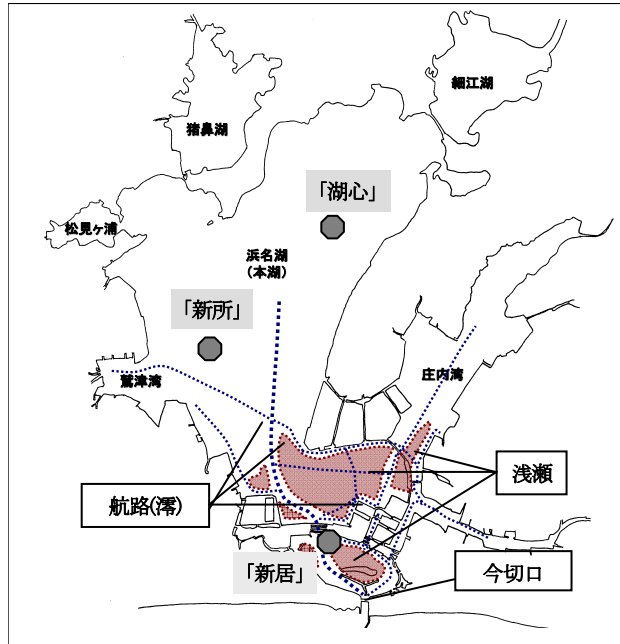 細江湖
猪鼻湖
「湖心」
松見ヶ浦
浜名湖
(本湖)
「新所」
鷲津湾
庄内湾
浅瀬
航路(澪)
「新居」
今切口